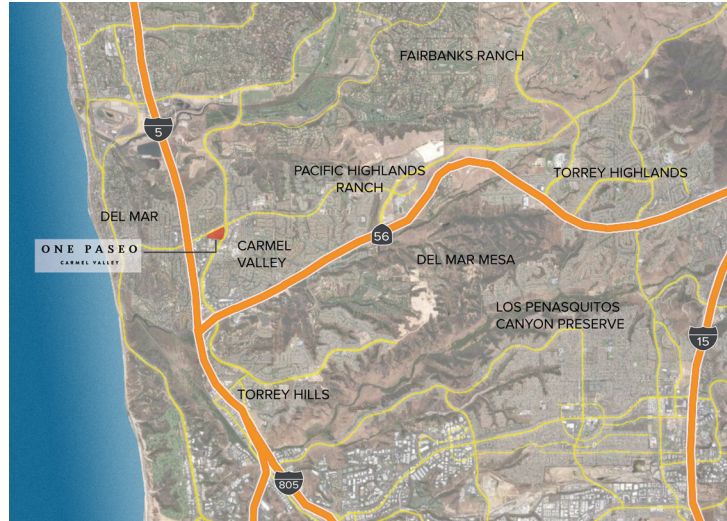 FAIRBANKS RANCH
5
PACIFIC HIGHLANDS
RANCH
TORREY HIGHLANDS
DEL MAR
56
ONE PASEO
CARMEL VALLEY
CARMEL
VALLEY
DEL MAR MESA
LOS PENASQUITOS
CANYON PRESERVE
15
TORREY HILLS
805